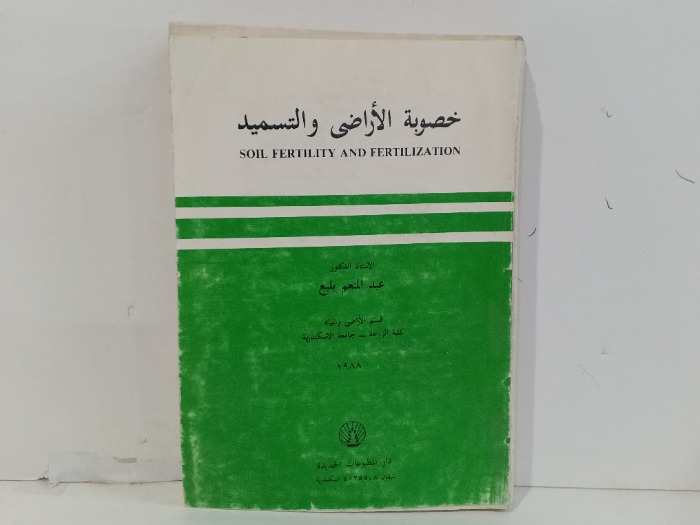 خصوبة الأراضى والتسميد
SOIL FERTILITY AND FERTILIZATION
الأستاذ الدكتور
عبد المنعم بلبع
قسم الأراضى والمياه
كلية الزراعة – جامعة الإسكندرية
١٩٨٨
دار المطبوعات الجديدة